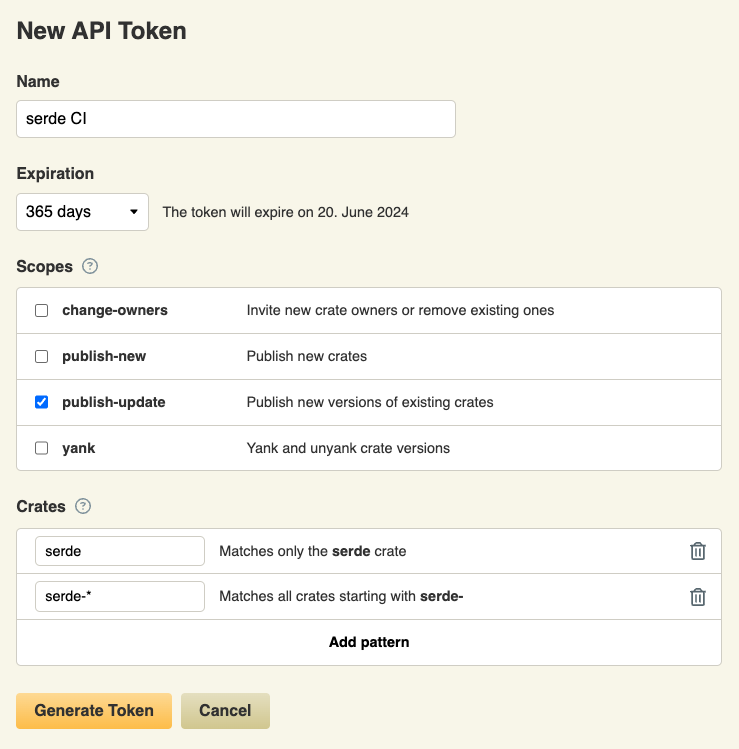 New API Token
Name
serde CI
Expiration
365 days The token will expire on 20. June 2024
Scopes ?
change-owners Invite new crate owners or remove existing ones
publish-new Publish new crates
publish-update Publish new versions of existing crates
yank Yank and unyank crate versions
Crates ?
serde Matches only the serde crate
serde-* Matches all crates starting with serde-
Add pattern
Generate Token Cancel